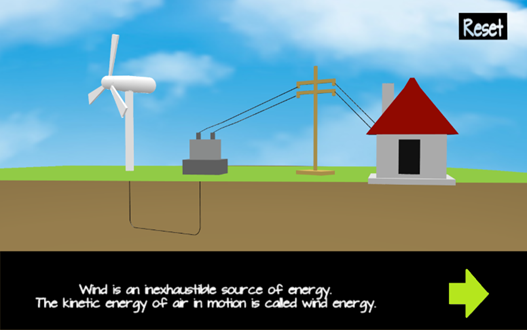 Reset
Wind is an inexhaustible source of energy.
The kinetic energy of air in motion is called wind energy.